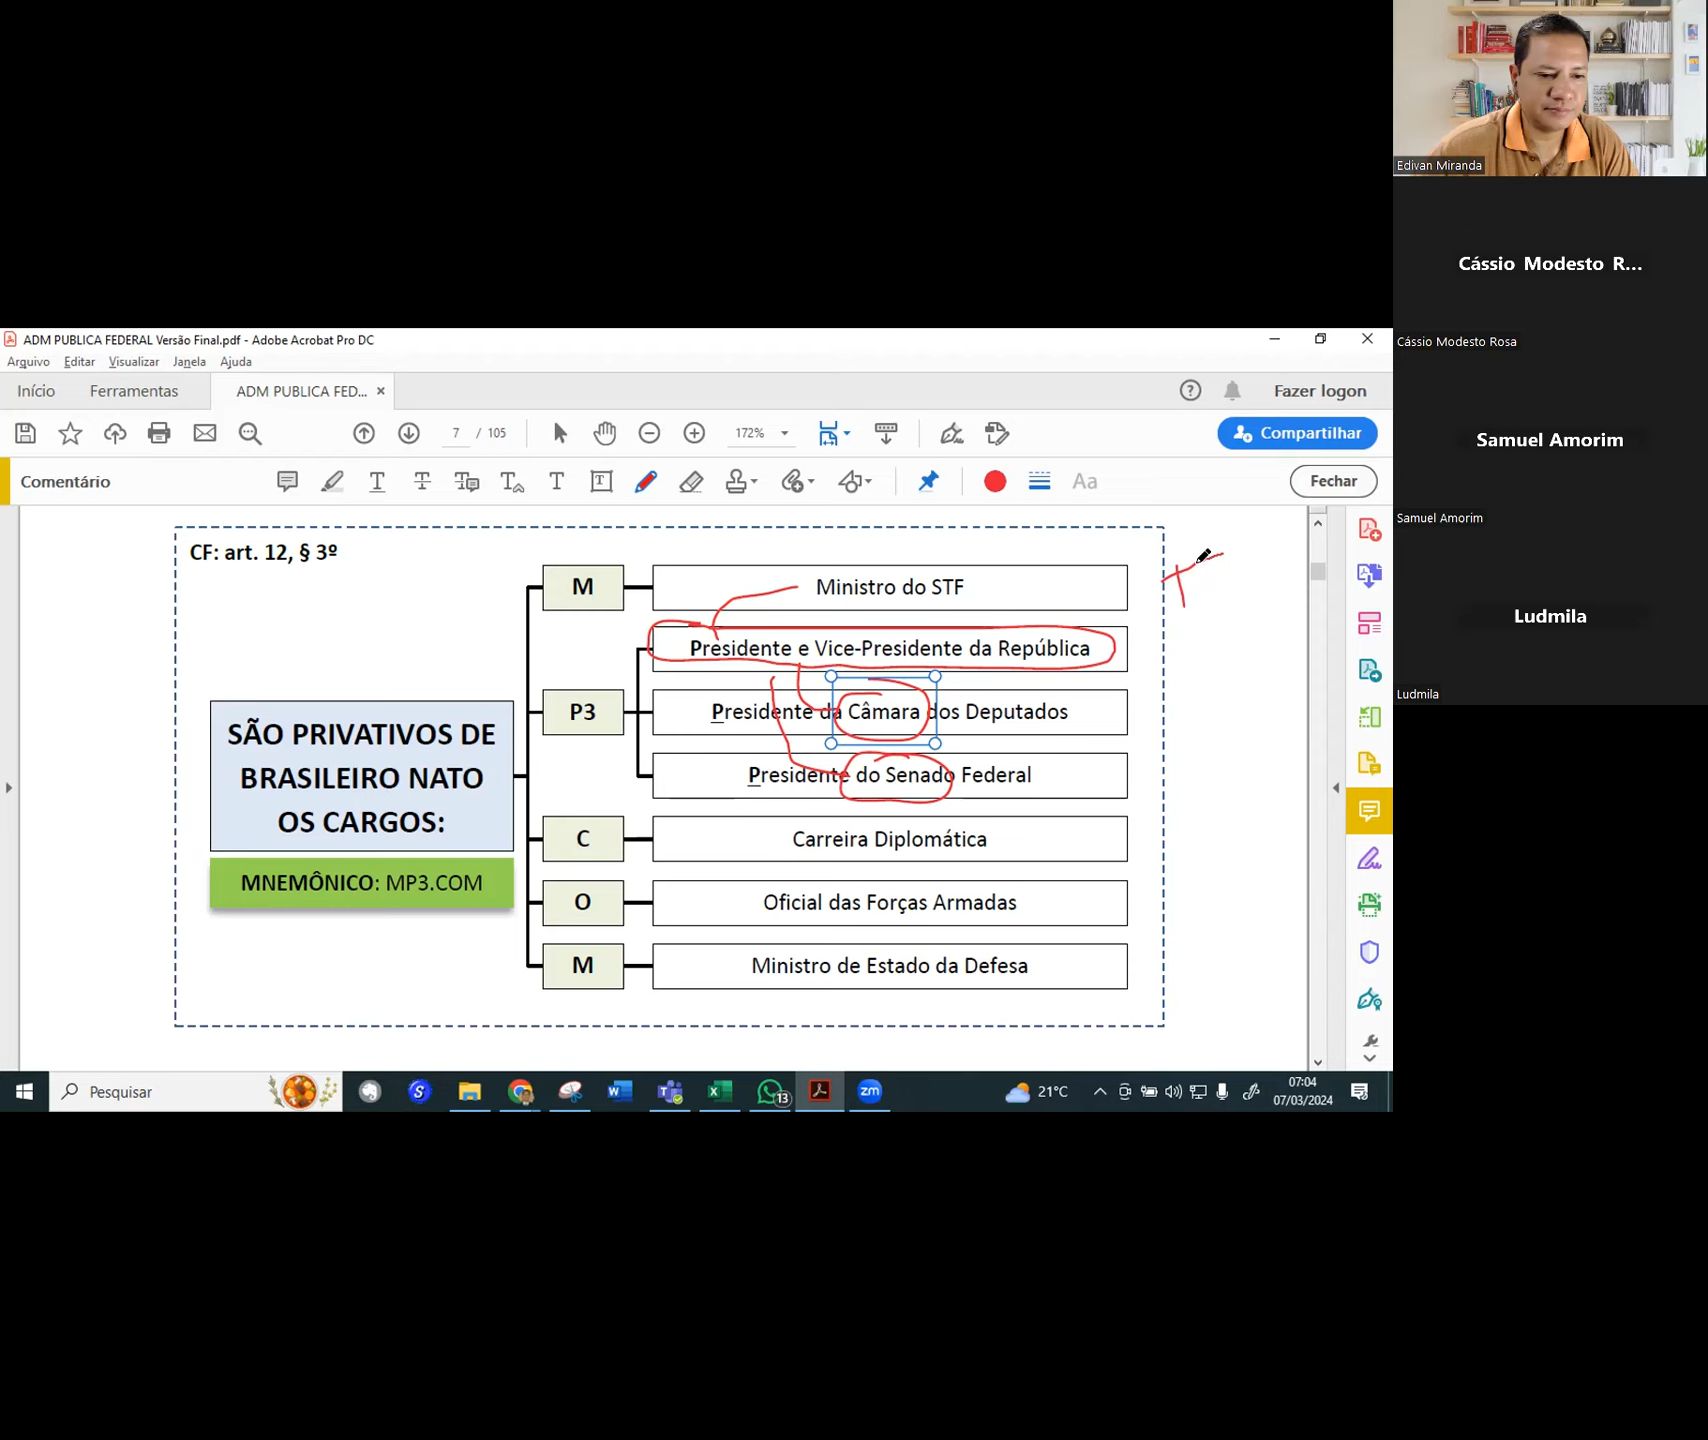 Edivan Miranda
Cássio Modesto R...
Cássio Modesto Rosa
Samuel Amorim
Samuel Amorim
Ludmila
Ludmila
ADM PUBLICA FEDERAL Versão Final.pdf - Adobe Acrobat Pro DC
Arquivo Editar Visualizar Janela Ajuda
Início Ferramentas ADM PUBLICA FED... × Fazer logon
7 / 105 172% Compartilhar
Comentário Aa Fechar
CF: art. 12, § 3º
M Ministro do STF
Presidente e Vice-Presidente da República
P3 Presidente da Câmara dos Deputados
Presidente do Senado Federal
SÃO PRIVATIVOS DE
BRASILEIRO NATO
OS CARGOS:
MNEMÔNICO: MP3.COM
C Carreira Diplomática
O Oficial das Forças Armadas
M Ministro de Estado da Defesa
Pesquisar 13 zm 21°C 07:04
07/03/2024